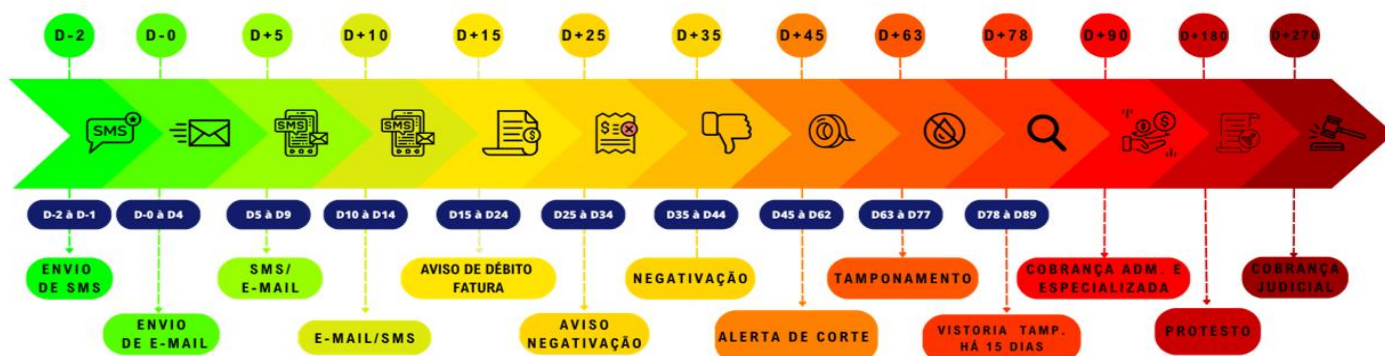 D-2
D-0
D+5
D+10
D+15
D+25
D+35
D+45
D+63
D+78
D+90
D+180
D+270
SMS
SMS
SMS
D-2 à D-1
D-0 à D4
D5 à D9
D10 à D14
D15 à D24
D25 à D34
D35 à D44
D45 à D62
D63 à D77
D78 à D89
ENVIO
DE SMS
ENVIO
DE E-MAIL
SMS/
E-MAIL
E-MAIL/SMS
AVISO DE DÉBITO
FATURA
AVISO
NEGATIVAÇÃO
NEGATIVAÇÃO
ALERTA DE CORTE
TAMPONAMENTO
VISTORIA TAMP.
HÁ 15 DIAS
COBRANÇA ADM. E
ESPECIALIZADA
PROTESTO
COBRANÇA
JUDICIAL